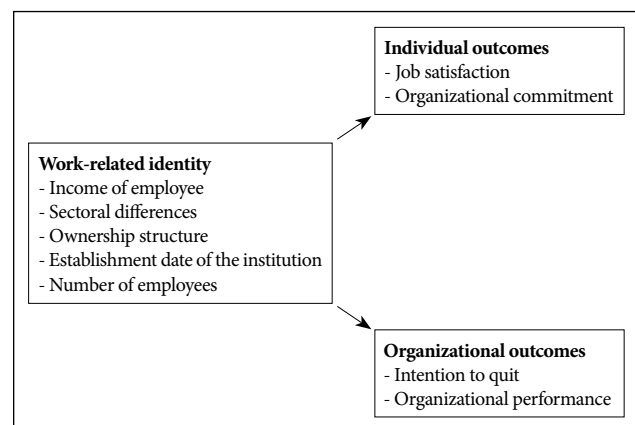 Individual outcomes
- Job satisfaction
- Organizational commitment
Work-related identity
- Income of employee
- Sectoral differences
- Ownership structure
- Establishment date of the institution
- Number of employees
Organizational outcomes
- Intention to quit
- Organizational performance